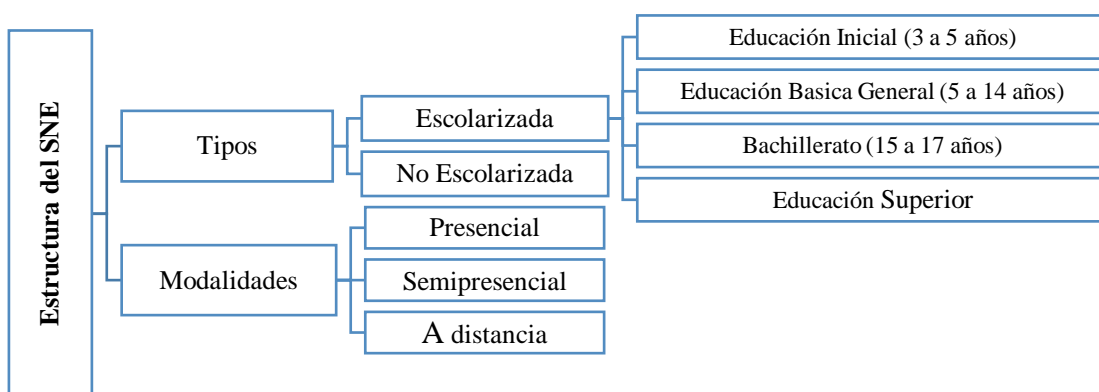 Estructura del SNE
Tipos
Escolarizada
Educación Inicial (3 a 5 años)
Educación Basica General (5 a 14 años)
Bachillerato (15 a 17 años)
Educación Superior
No Escolarizada
Modalidades
Presencial
Semipresencial
A distancia